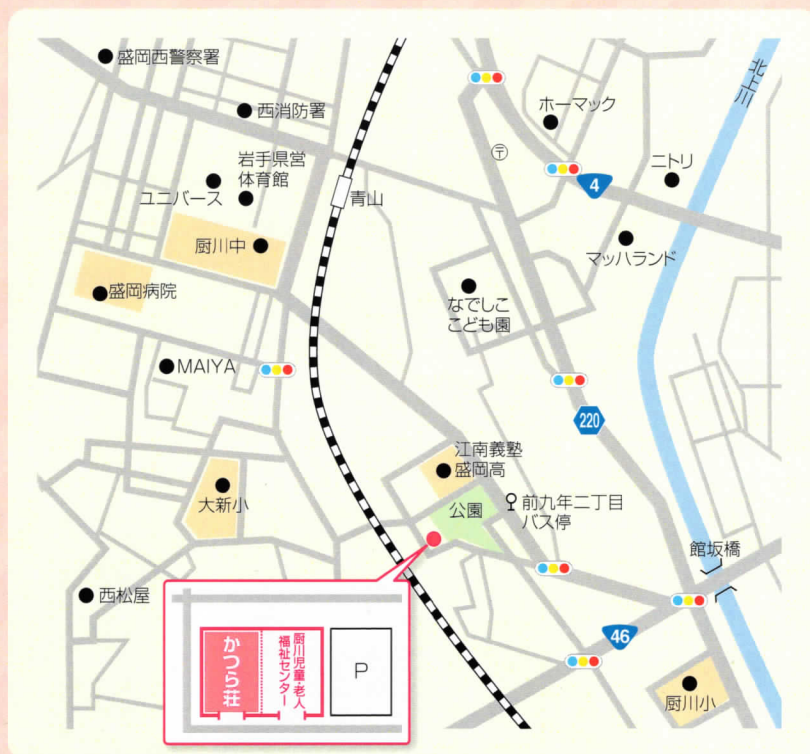 盛岡西警察署
西消防署
ホーマック
北上川
〒
岩手県営
体育館
ユニバース
青山
4
ニトリ
厨川中
マッハランド
盛岡病院
なでしこ
こども園
MAIYA
220
江南義塾
盛岡高
大新小
公園
前九年二丁目
バス停
館坂橋
西松屋
46
かつら荘
厨川児童・老人
福祉センター
P
厨川小